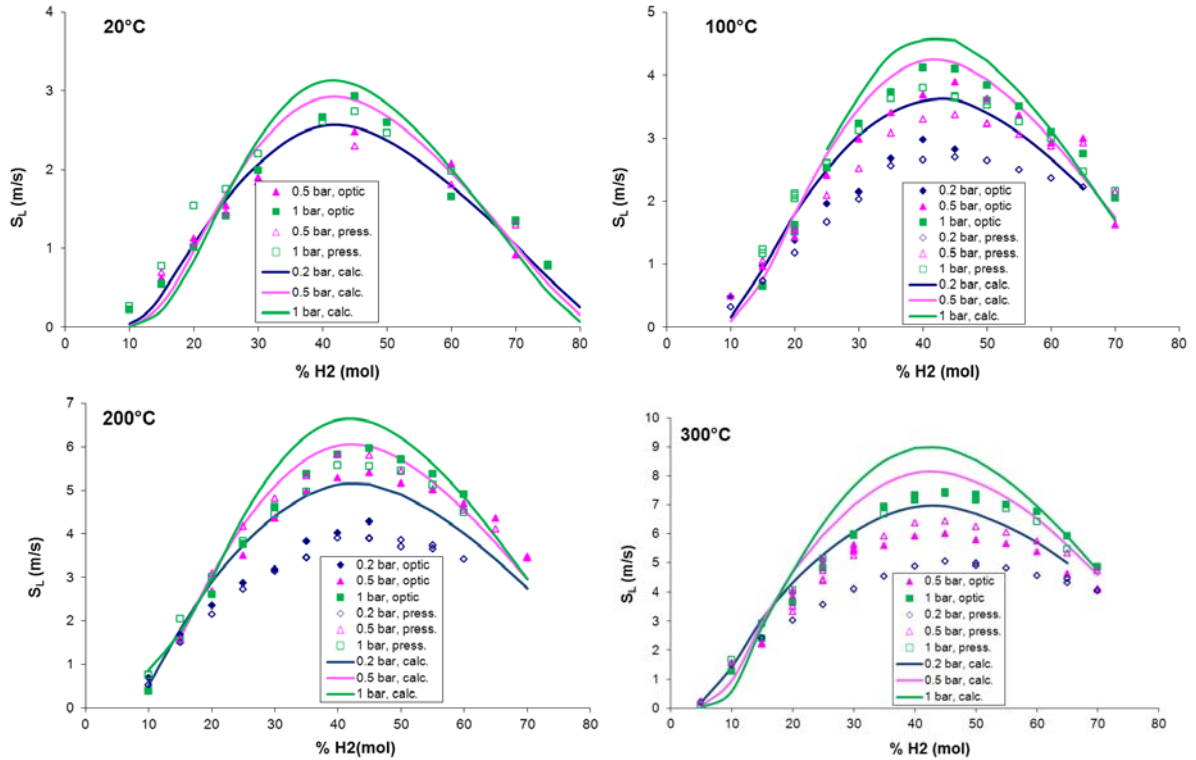 20°C
S_L (m/s)
4
3
2
1
0
0 10 20 30 40 50 60 70 80
% H2 (mol)
0.5 bar, optic
1 bar, optic
0.5 bar, press.
1 bar, press.
0.2 bar, calc.
0.5 bar, calc.
1 bar, calc.
100°C
S_L (m/s)
5
4
3
2
1
0
0 10 20 30 40 50 60 70 80
% H2 (mol)
0.2 bar, optic
0.5 bar, optic
1 bar, optic
0.2 bar, press.
0.5 bar, press.
1 bar, press.
0.2 bar, calc.
0.5 bar, calc.
1 bar, calc.
200°C
S_L (m/s)
7
6
5
4
3
2
1
0
0 10 20 30 40 50 60 70 80
% H2(mol)
0.2 bar, optic
0.5 bar, optic
1 bar, optic
0.2 bar, press.
0.5 bar, press.
1 bar, press.
0.2 bar, calc.
0.5 bar, calc.
1 bar, calc.
300°C
S_L (m/s)
10
9
8
7
6
5
4
3
2
1
0
0 10 20 30 40 50 60 70 80
% H2 (mol)
0.5 bar, optic
1 bar, optic
0.2 bar, press.
0.5 bar, press.
1 bar, press.
0.2 bar, calc.
0.5 bar, calc.
1 bar, calc.